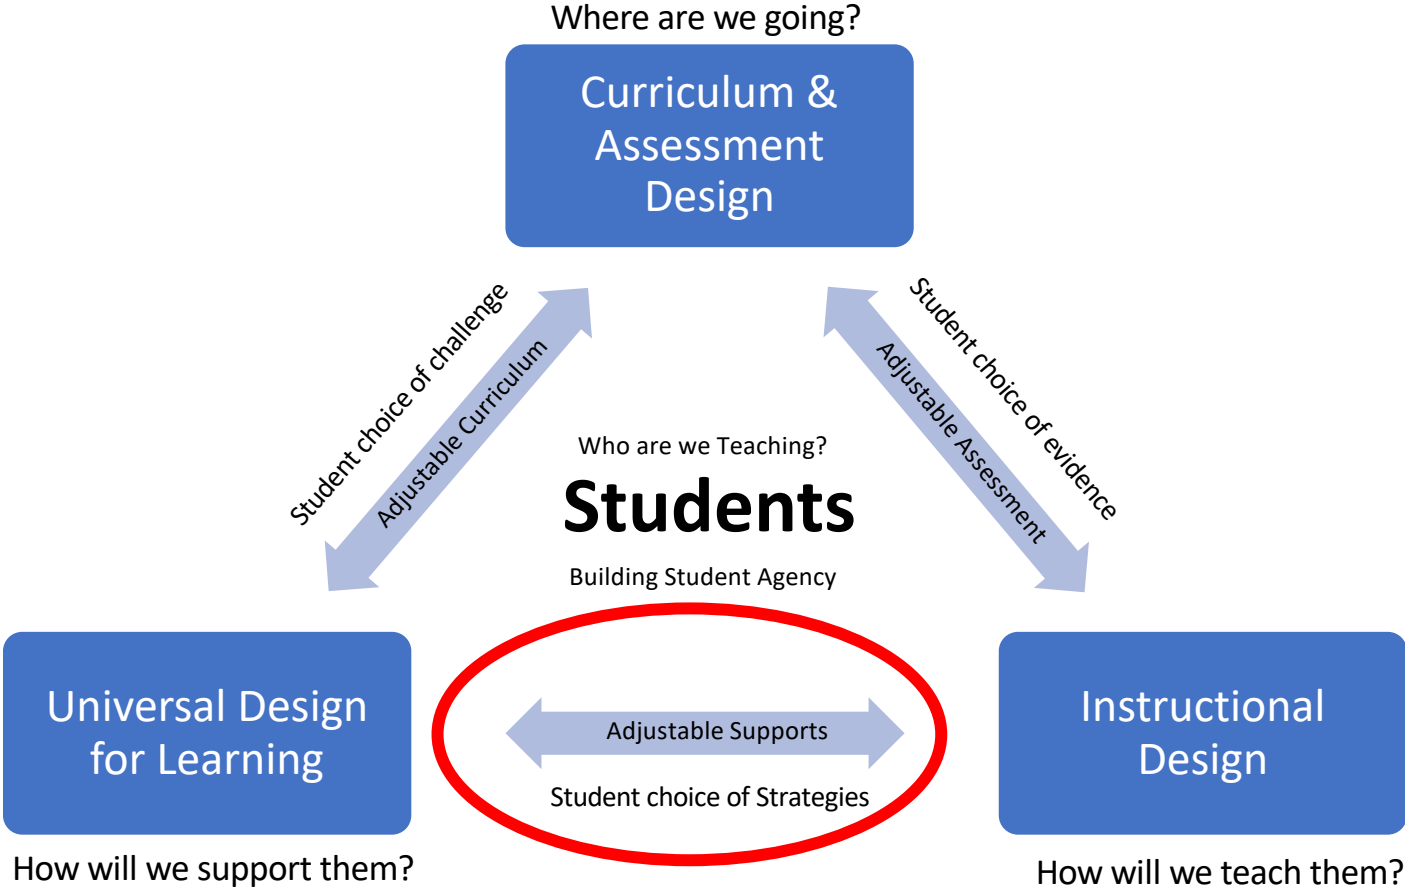 Where are we going?
Curriculum &
Assessment
Design
Student choice of challenge
Adjustable Curriculum
Student choice of evidence
Adjustable Assessment
Who are we Teaching?
Students
Building Student Agency
Universal Design
for Learning
Adjustable Supports
Student choice of Strategies
Instructional
Design
How will we support them?
How will we teach them?